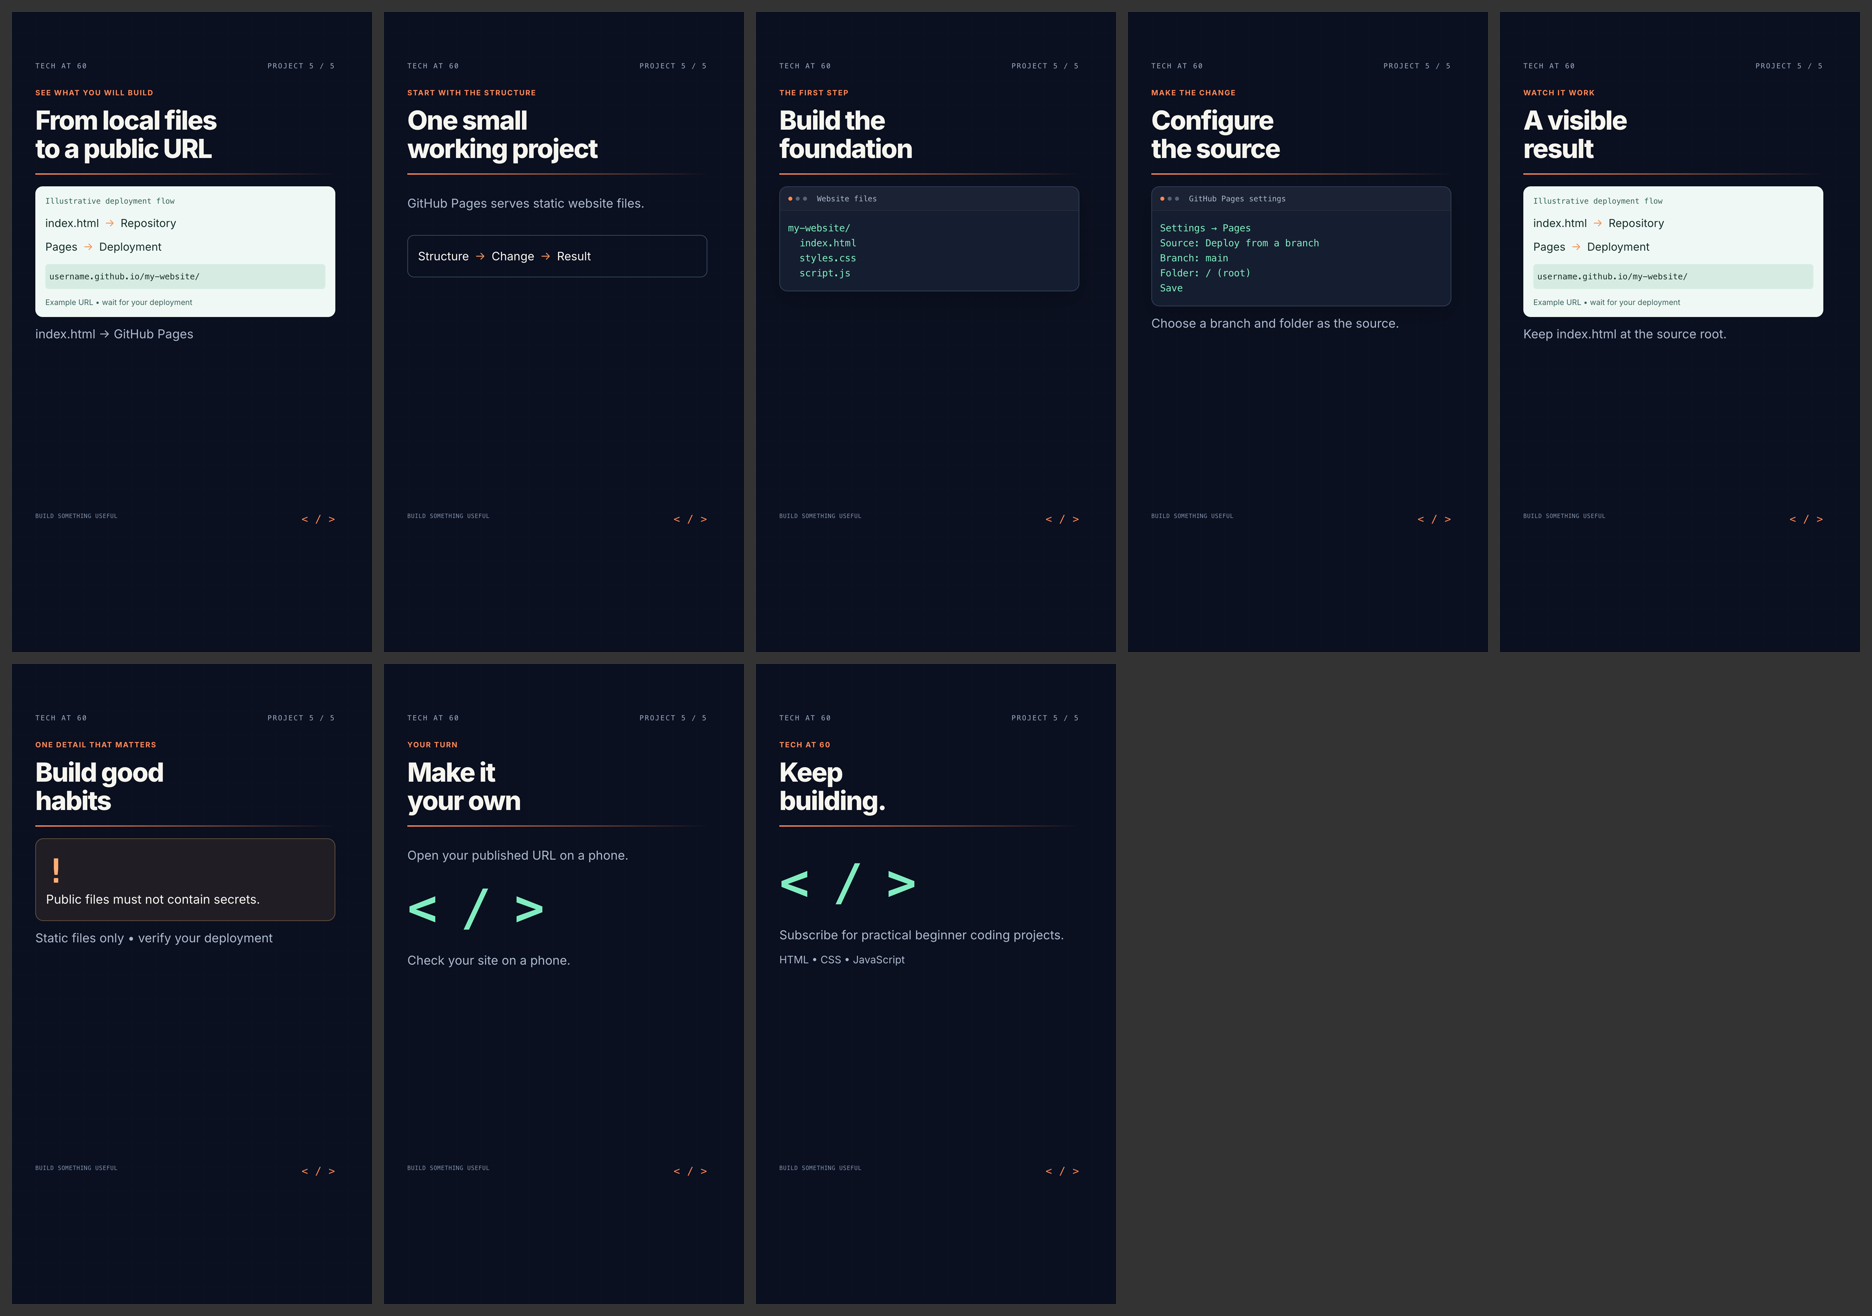 TECH AT 60
PROJECT 5 / 5
SEE WHAT YOU WILL BUILD
From local files
to a public URL
Illustrative deployment flow
index.html → Repository
Pages → Deployment
username.github.io/my-website/
Example URL • wait for your deployment
index.html → GitHub Pages
BUILD SOMETHING USEFUL
< / >
TECH AT 60
PROJECT 5 / 5
START WITH THE STRUCTURE
One small
working project
GitHub Pages serves static website files.
Structure → Change → Result
BUILD SOMETHING USEFUL
< / >
TECH AT 60
PROJECT 5 / 5
THE FIRST STEP
Build the
foundation
Website files
my-website/
index.html
styles.css
script.js
BUILD SOMETHING USEFUL
< / >
TECH AT 60
PROJECT 5 / 5
MAKE THE CHANGE
Configure
the source
GitHub Pages settings
Settings → Pages
Source: Deploy from a branch
Branch: main
Folder: / (root)
Save
Choose a branch and folder as the source.
BUILD SOMETHING USEFUL
< / >
TECH AT 60
PROJECT 5 / 5
WATCH IT WORK
A visible
result
Illustrative deployment flow
index.html → Repository
Pages → Deployment
username.github.io/my-website/
Example URL • wait for your deployment
Keep index.html at the source root.
BUILD SOMETHING USEFUL
< / >
TECH AT 60
PROJECT 5 / 5
ONE DETAIL THAT MATTERS
Build good
habits
!
Public files must not contain secrets.
Static files only • verify your deployment
BUILD SOMETHING USEFUL
< / >
TECH AT 60
PROJECT 5 / 5
YOUR TURN
Make it
your own
Open your published URL on a phone.
< / >
Check your site on a phone.
BUILD SOMETHING USEFUL
< / >
TECH AT 60
PROJECT 5 / 5
TECH AT 60
Keep
building.
< / >
Subscribe for practical beginner coding projects.
HTML • CSS • JavaScript
BUILD SOMETHING USEFUL
< / >